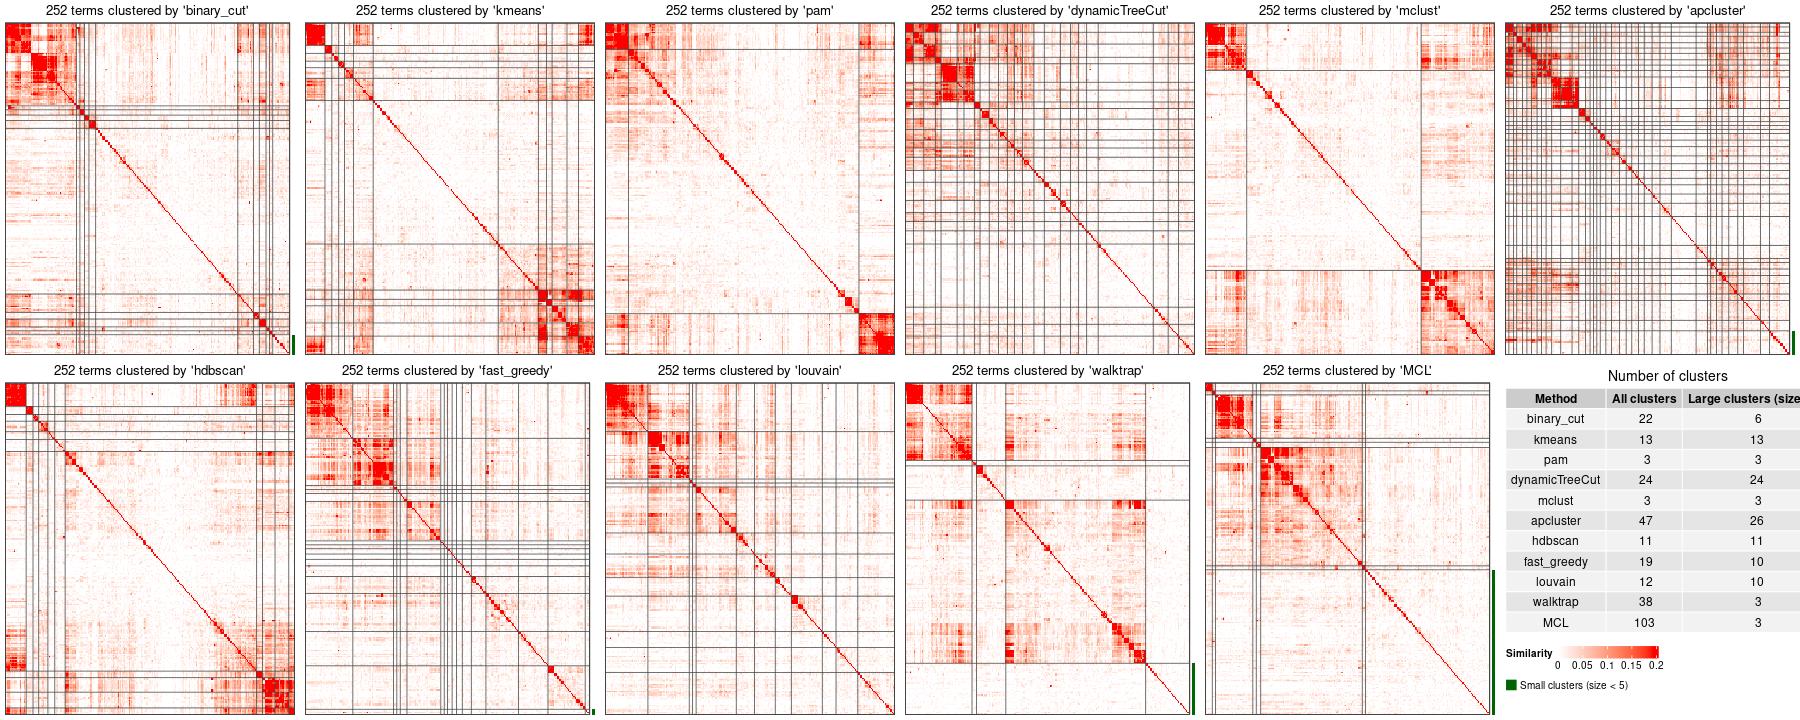 252 terms clustered by 'binary_cut'
252 terms clustered by 'kmeans'
252 terms clustered by 'pam'
252 terms clustered by 'dynamicTreeCut'
252 terms clustered by 'mclust'
252 terms clustered by 'apcluster'
252 terms clustered by 'hdbscan'
252 terms clustered by 'fast_greedy'
252 terms clustered by 'louvain'
252 terms clustered by 'walktrap'
252 terms clustered by 'MCL'
Number of clusters
Method All clusters Large clusters (size
binary_cut 22 6
kmeans 13 13
pam 3 3
dynamicTreeCut 24 24
mclust 3 3
apcluster 47 26
hdbscan 11 11
fast_greedy 19 10
louvain 12 10
walktrap 38 3
MCL 103 3
Similarity
0 0.05 0.1 0.15 0.2
Small clusters (size < 5)